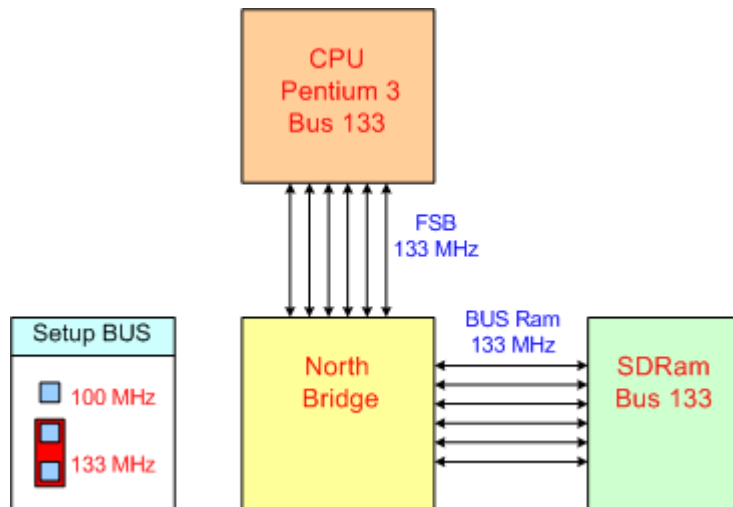 CPU
Pentium 3
Bus 133
FSB
133 MHz
Setup BUS
100 MHz
133 MHz
North
Bridge
BUS Ram
133 MHz
SDRam
Bus 133